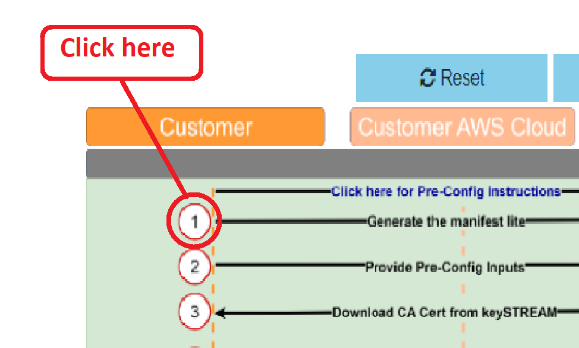 Click here
Reset
Customer
Customer AWS Cloud
Click here for Pre-Config Instructions
1
Generate the manifest lite
2
Provide Pre-Config Inputs
3
Download CA Cert from keySTREAM